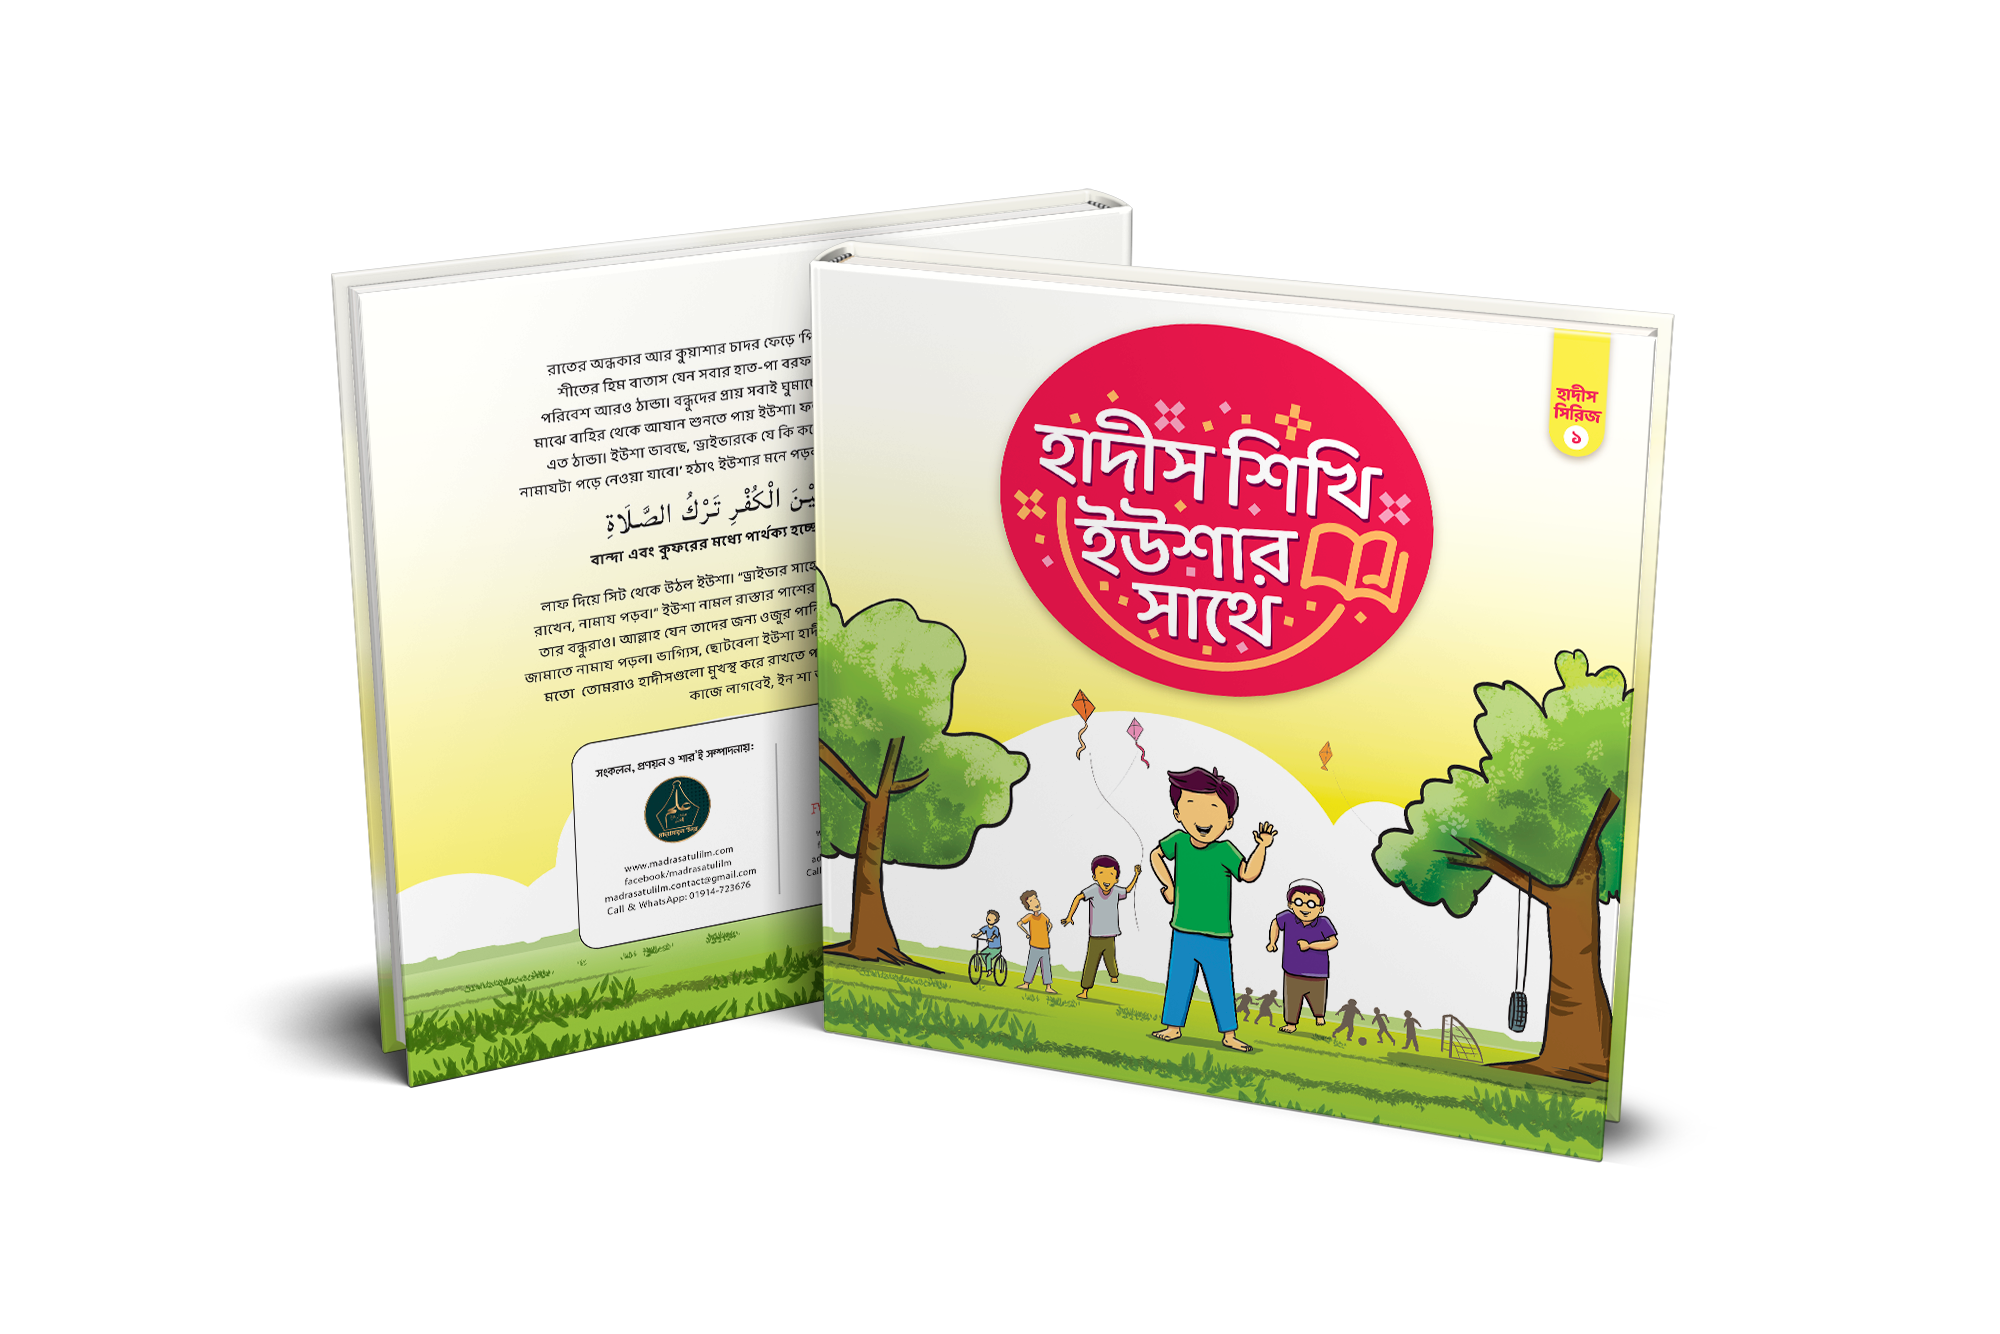 রাতের অন্ধকার আর কুয়াশার চাদর ফেড়ে
শীতের হিম বাতাস যেন সবার হাত-পা বরফ
পরিবেশ আরও ঠান্ডা। বন্ধুদের প্রায় সবাই
মাঝে বাহির থেকে আযান শুনতে পায় ইউশা।
এত ঠান্ডা। ইউশা ভাবছে, ‘ড্রাইভারকে যে কি
নামাযটা পড়ে নেওয়া যাবে।’ হঠাৎ ইউশার মনে
الْكُفْرِ تَرْكُ الصَّلَاةِ
বান্দা এবং কুফরের মধ্যে পার্থক্য হচ্ছে
লাফ দিয়ে সিট থেকে উঠল ইউশা। “ড্রাইভার
রাখেন, নামায পড়ব।” ইউশা নামল রাস্তার পাশের
তার বন্ধুরাও। আল্লাহ যেন তাদের জন্য ওজুর
জামাতে নামায পড়ল। ভাগ্যিস, ছোটবেলা ইউশা
মতো তোমরাও হাদীসগুলো মুখস্থ করে রাখতে
কাজে লাগবেই, ইন শা
সংকলন, প্রণয়ন ও শার‘ই সম্পাদনায়:
علم
www.madrasatulilm.com
facebook/madrasatulilm
madrasatulilm.contact@gmail.com
Call & WhatsApp: 01914-723676
হাদীস শিখি
ইউশার
সাথে
হাদীস
সিরিজ
১